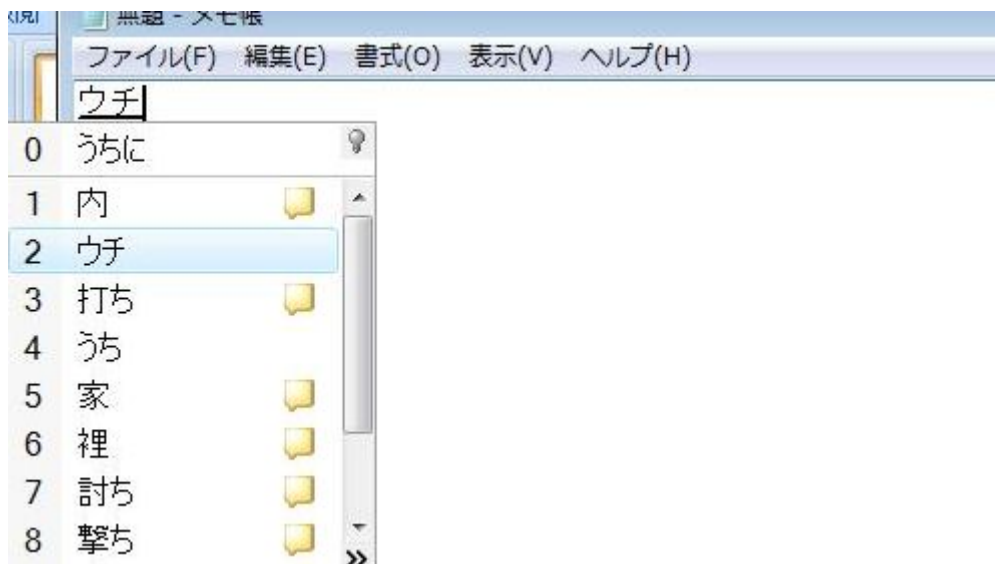 無題 - メモ帳
ファイル(F) 編集(E) 書式(O) 表示(V) ヘルプ(H)
ウチ
0 うちに
1 内
2 ウチ
3 打ち
4 うち
5 家
6 裡
7 討ち
8 撃ち